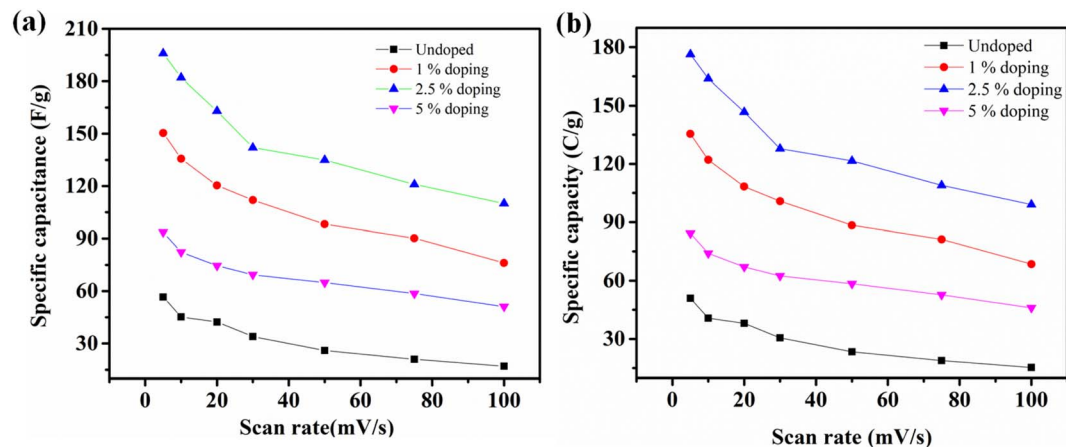 (a)
Specific capacitance (F/g)
210
180
150
120
90
60
30
Undoped
1 % doping
2.5 % doping
5 % doping
0 20 40 60 80 100
Scan rate(mV/s)
(b)
Specific capacity (C/g)
180
150
120
90
60
30
Undoped
1 % doping
2.5 % doping
5 % doping
0 20 40 60 80 100
Scan rate (mV/s)